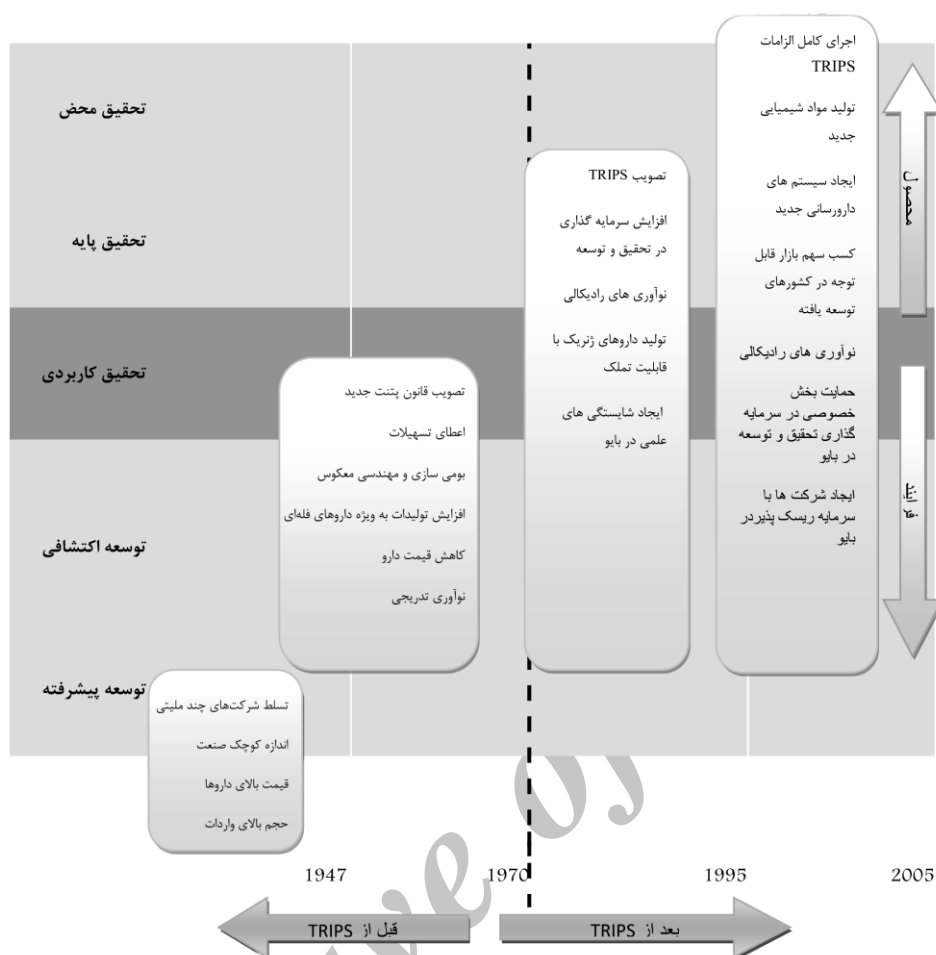 تحقیق محض
تحقیق پایه
تحقیق کاربردی
توسعه اکتشافی
توسعه پیشرفته
اجرای کامل الزامات
TRIPS
تولید مواد شیمیایی
جدید
ایجاد سیستم های
دارورسانی جدید
کسب سهم بازار قابل
توجه در کشورهای
توسعه یافته
نوآوری های رادیکالی
حمایت بخش
خصوصی در سرمایه
گذاری تحقیق و توسعه
در بایو
ایجاد شرکت ها با
سرمایه ریسک پذیردر
بایو
تصویب TRIPS
افزایش سرمایه گذاری
در تحقیق و توسعه
نوآوری های رادیکالی
تولید داروهای ژنریک با
قابلیت تملک
ایجاد شایستگی های
علمی در بایو
تصویب قانون پتنت جدید
اعطای تسهیلات
بومی سازی و مهندسی معکوس
افزایش تولیدات به ویژه داروهای فله‌ای
کاهش قیمت دارو
نوآوری تدریجی
تسلط شرکت‌های چند ملیتی
اندازه کوچک صنعت
قیمت بالای داروها
حجم بالای واردات
محصول
فرایند
1947
1970
1995
2005
قبل از TRIPS
بعد از TRIPS
ive of